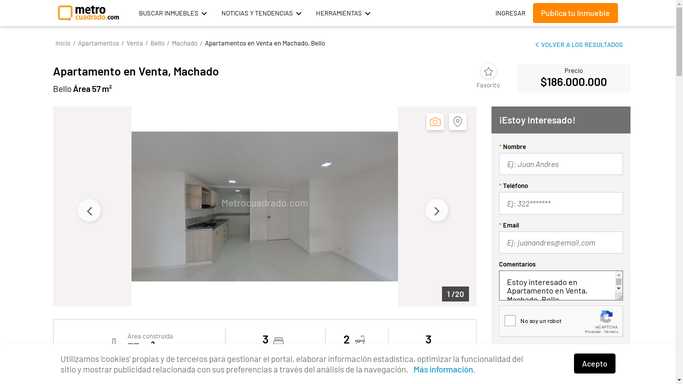 metro
cuadrado.com
BUSCAR INMUEBLES
NOTICIAS Y TENDENCIAS
HERRAMIENTAS
INGRESAR
Publica tu Inmueble
Inicio / Apartamentos / Venta / Bello / Machado / Apartamentos en Venta en Machado, Bello
VOLVER A LOS RESULTADOS
Apartamento en Venta, Machado
Bello Área 57 m²
Favorito
Precio
$186.000.000
Metrocuadrado.com
1 /20
¡Estoy Interesado!
* Nombre
Ej: Juan Andres
* Teléfono
Ej: 322*******
* Email
Ej: juanandres@email.com
Comentarios
Estoy interesado en
Apartamento en Venta,
Machado, Bello
No soy un robot
reCAPTCHA
Privacidad - Términos
Área construida
3
2
3
Utilizamos 'cookies' propias y de terceros para gestionar el portal, elaborar información estadística, optimizar la funcionalidad del
sitio y mostrar publicidad relacionada con sus preferencias a través del análisis de la navegación. Más información.
Acepto